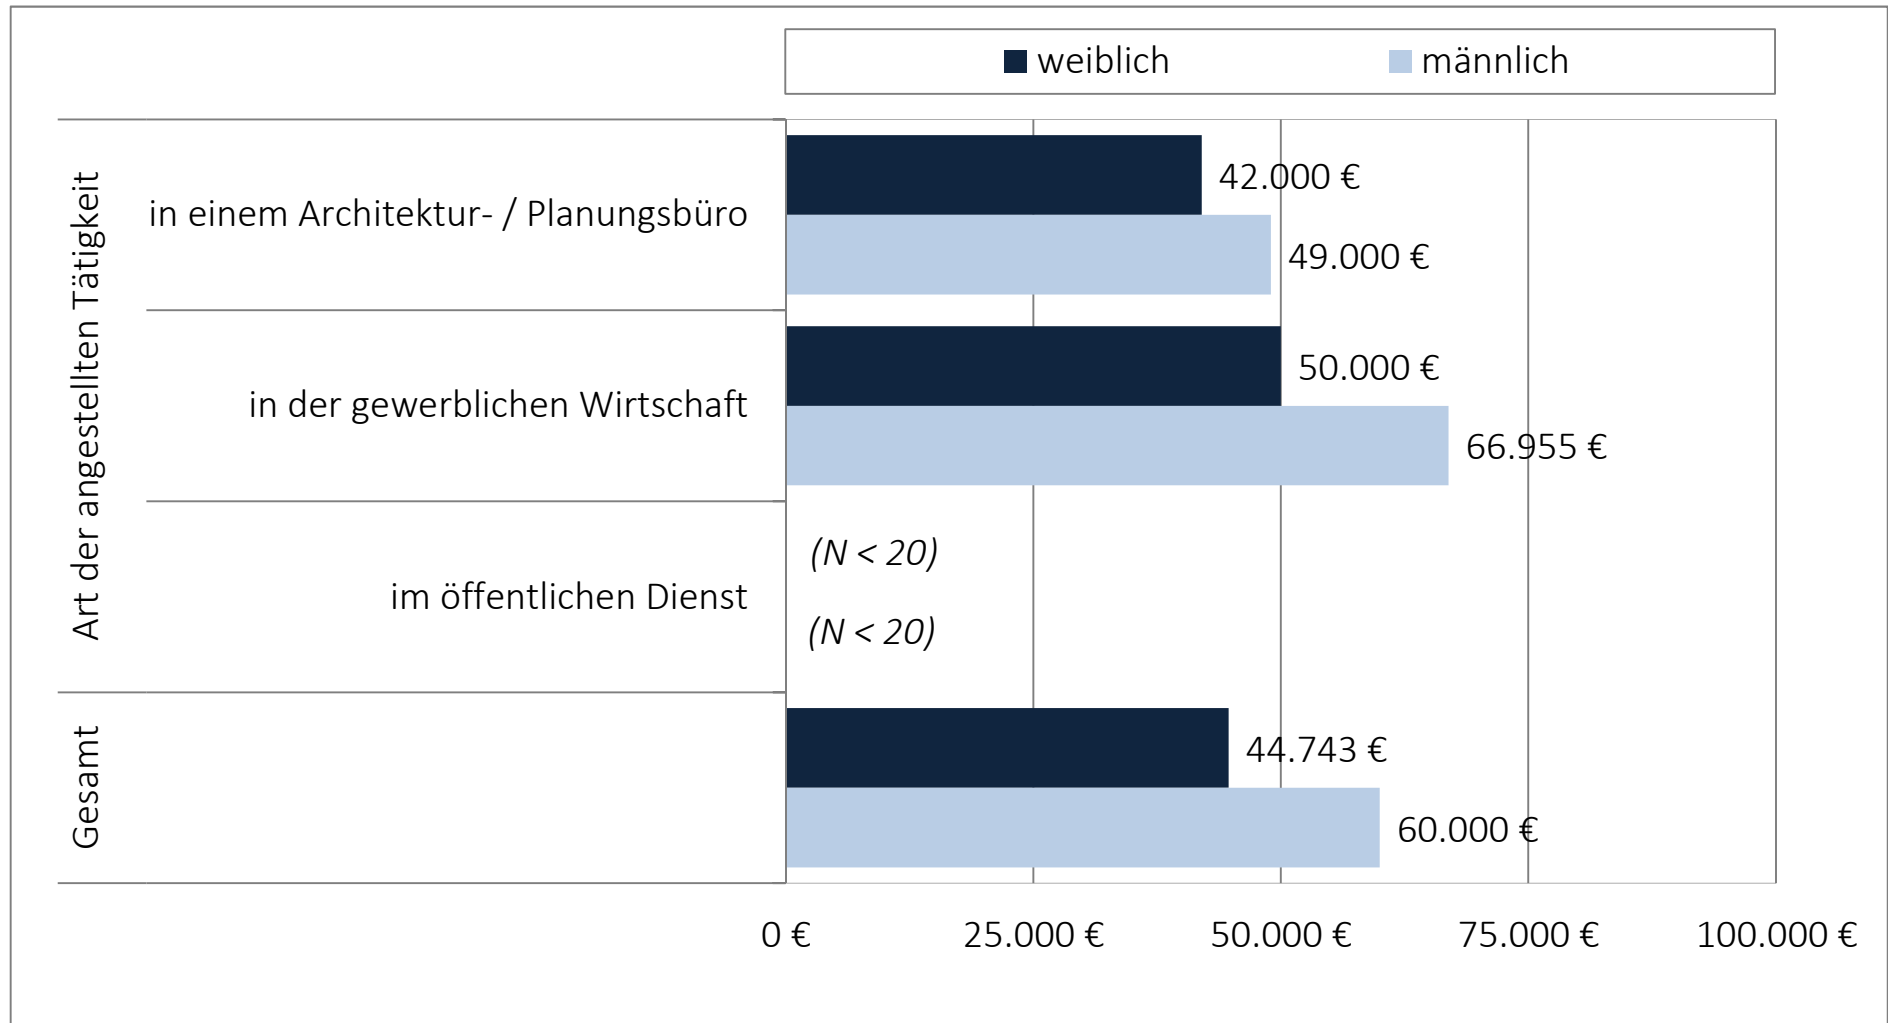 weiblich männlich
Art der angestellten Tätigkeit
in einem Architektur- / Planungsbüro
42.000 €
49.000 €
in der gewerblichen Wirtschaft
50.000 €
66.955 €
im öffentlichen Dienst
(N < 20)
(N < 20)
Gesamt
44.743 €
60.000 €
0 € 25.000 € 50.000 € 75.000 € 100.000 €